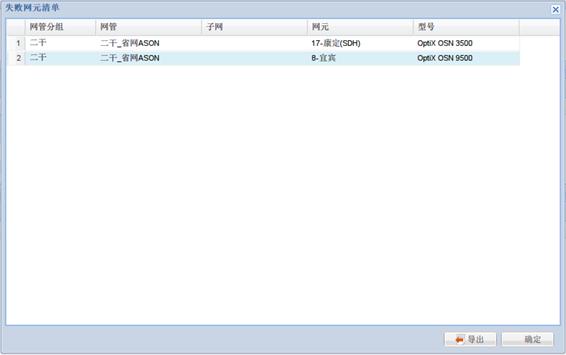 失败网元清单
网管分组 网管 子网 网元 型号
1 二干 二干_省网ASON 17-康定(SDH) OptiX OSN 3500
2 二干 二干_省网ASON 8-宜宾 OptiX OSN 9500
导出 确定